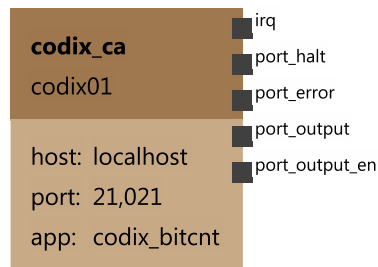 codix_ca
codix01
host: localhost
port: 21,021
app: codix_bitcnt
irq
port_halt
port_error
port_output
port_output_en